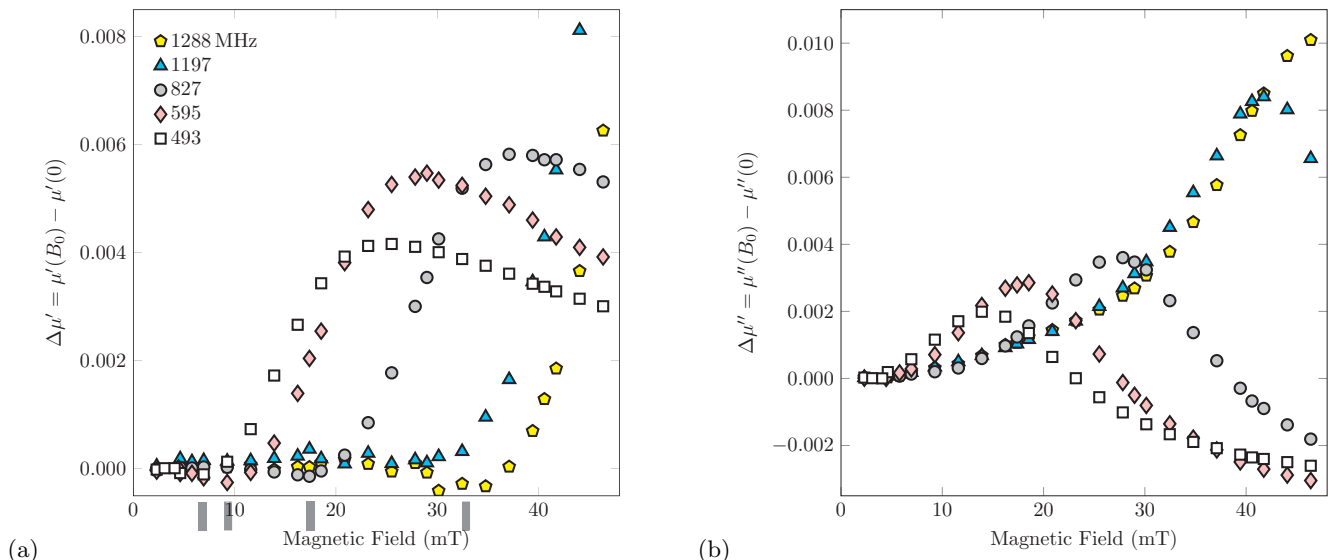 0.008
0.006
0.004
0.002
0.000
Δμ′ = μ′(B₀) − μ′(0)
1288 MHz
1197
827
595
493
0 10 20 30 40
Magnetic Field (mT)
(a)
0.010
0.008
0.006
0.004
0.002
0.000
−0.002
Δμ″ = μ″(B₀) − μ″(0)
0 10 20 30 40
Magnetic Field (mT)
(b)